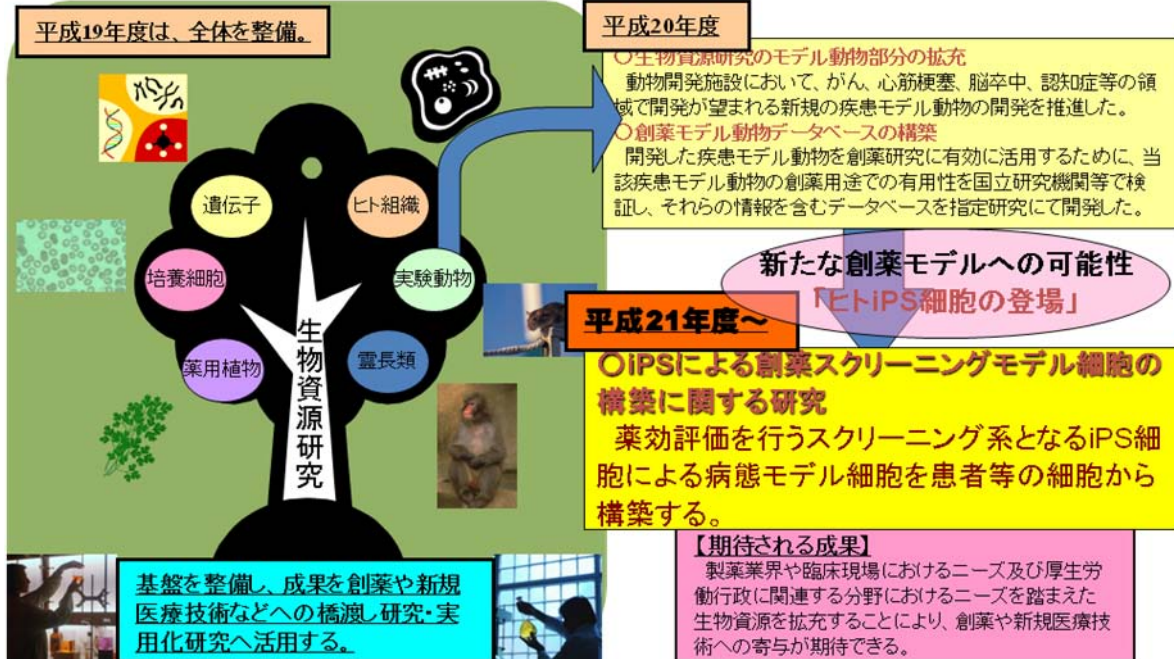 平成19年度は、全体を整備。
遺伝子
ヒト組織
培養細胞
実験動物
薬用植物
霊長類
生物資源研究
基盤を整備し、成果を創薬や新規
医療技術などへの橋渡し研究・実
用化研究へ活用する。
平成20年度
〇生物資源研究のモデル動物部分の拡充
動物開発施設において、がん、心筋梗塞、脳卒中、認知症等の領
域で開発が望まれる新規の疾患モデル動物の開発を推進した。
〇創薬モデル動物データベースの構築
開発した疾患モデル動物を創薬研究に有効に活用するために、当
該疾患モデル動物の創薬用途での有用性を国立研究機関等で検
証し、それらの情報を含むデータベースを指定研究にて開発した。
新たな創薬モデルへの可能性
「ヒトiPS細胞の登場」
平成21年度～
〇iPSによる創薬スクリーニングモデル細胞の
構築に関する研究
薬効評価を行うスクリーニング系となるiPS細
胞による病態モデル細胞を患者等の細胞から
構築する。
【期待される成果】
製薬業界や臨床現場におけるニーズ及び厚生労
働行政に関連する分野におけるニーズを踏まえた
生物資源を拡充することにより、創薬や新規医療技
術への寄与が期待できる。